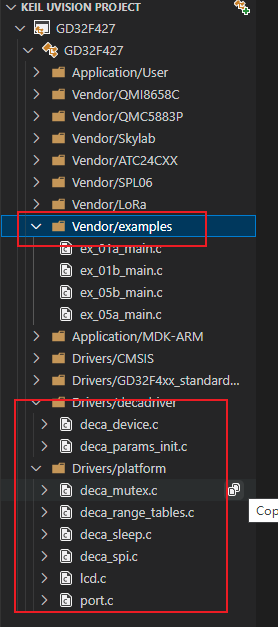 KEIL UVISION PROJECT
GD32F427
GD32F427
Application/User
Vendor/QMI8658C
Vendor/QMC5883P
Vendor/Skylab
Vendor/ATC24CXX
Vendor/SPL06
Vendor/LoRa
Vendor/examples
ex_01a_main.c
ex_01b_main.c
ex_05b_main.c
ex_05a_main.c
Application/MDK-ARM
Drivers/CMSIS
Drivers/GD32F4xx_standard...
Drivers/decadriver
deca_device.c
deca_params_init.c
Drivers/platform
deca_mutex.c
deca_range_tables.c
Cop
deca_sleep.c
deca_spi.c
lcd.c
port.c